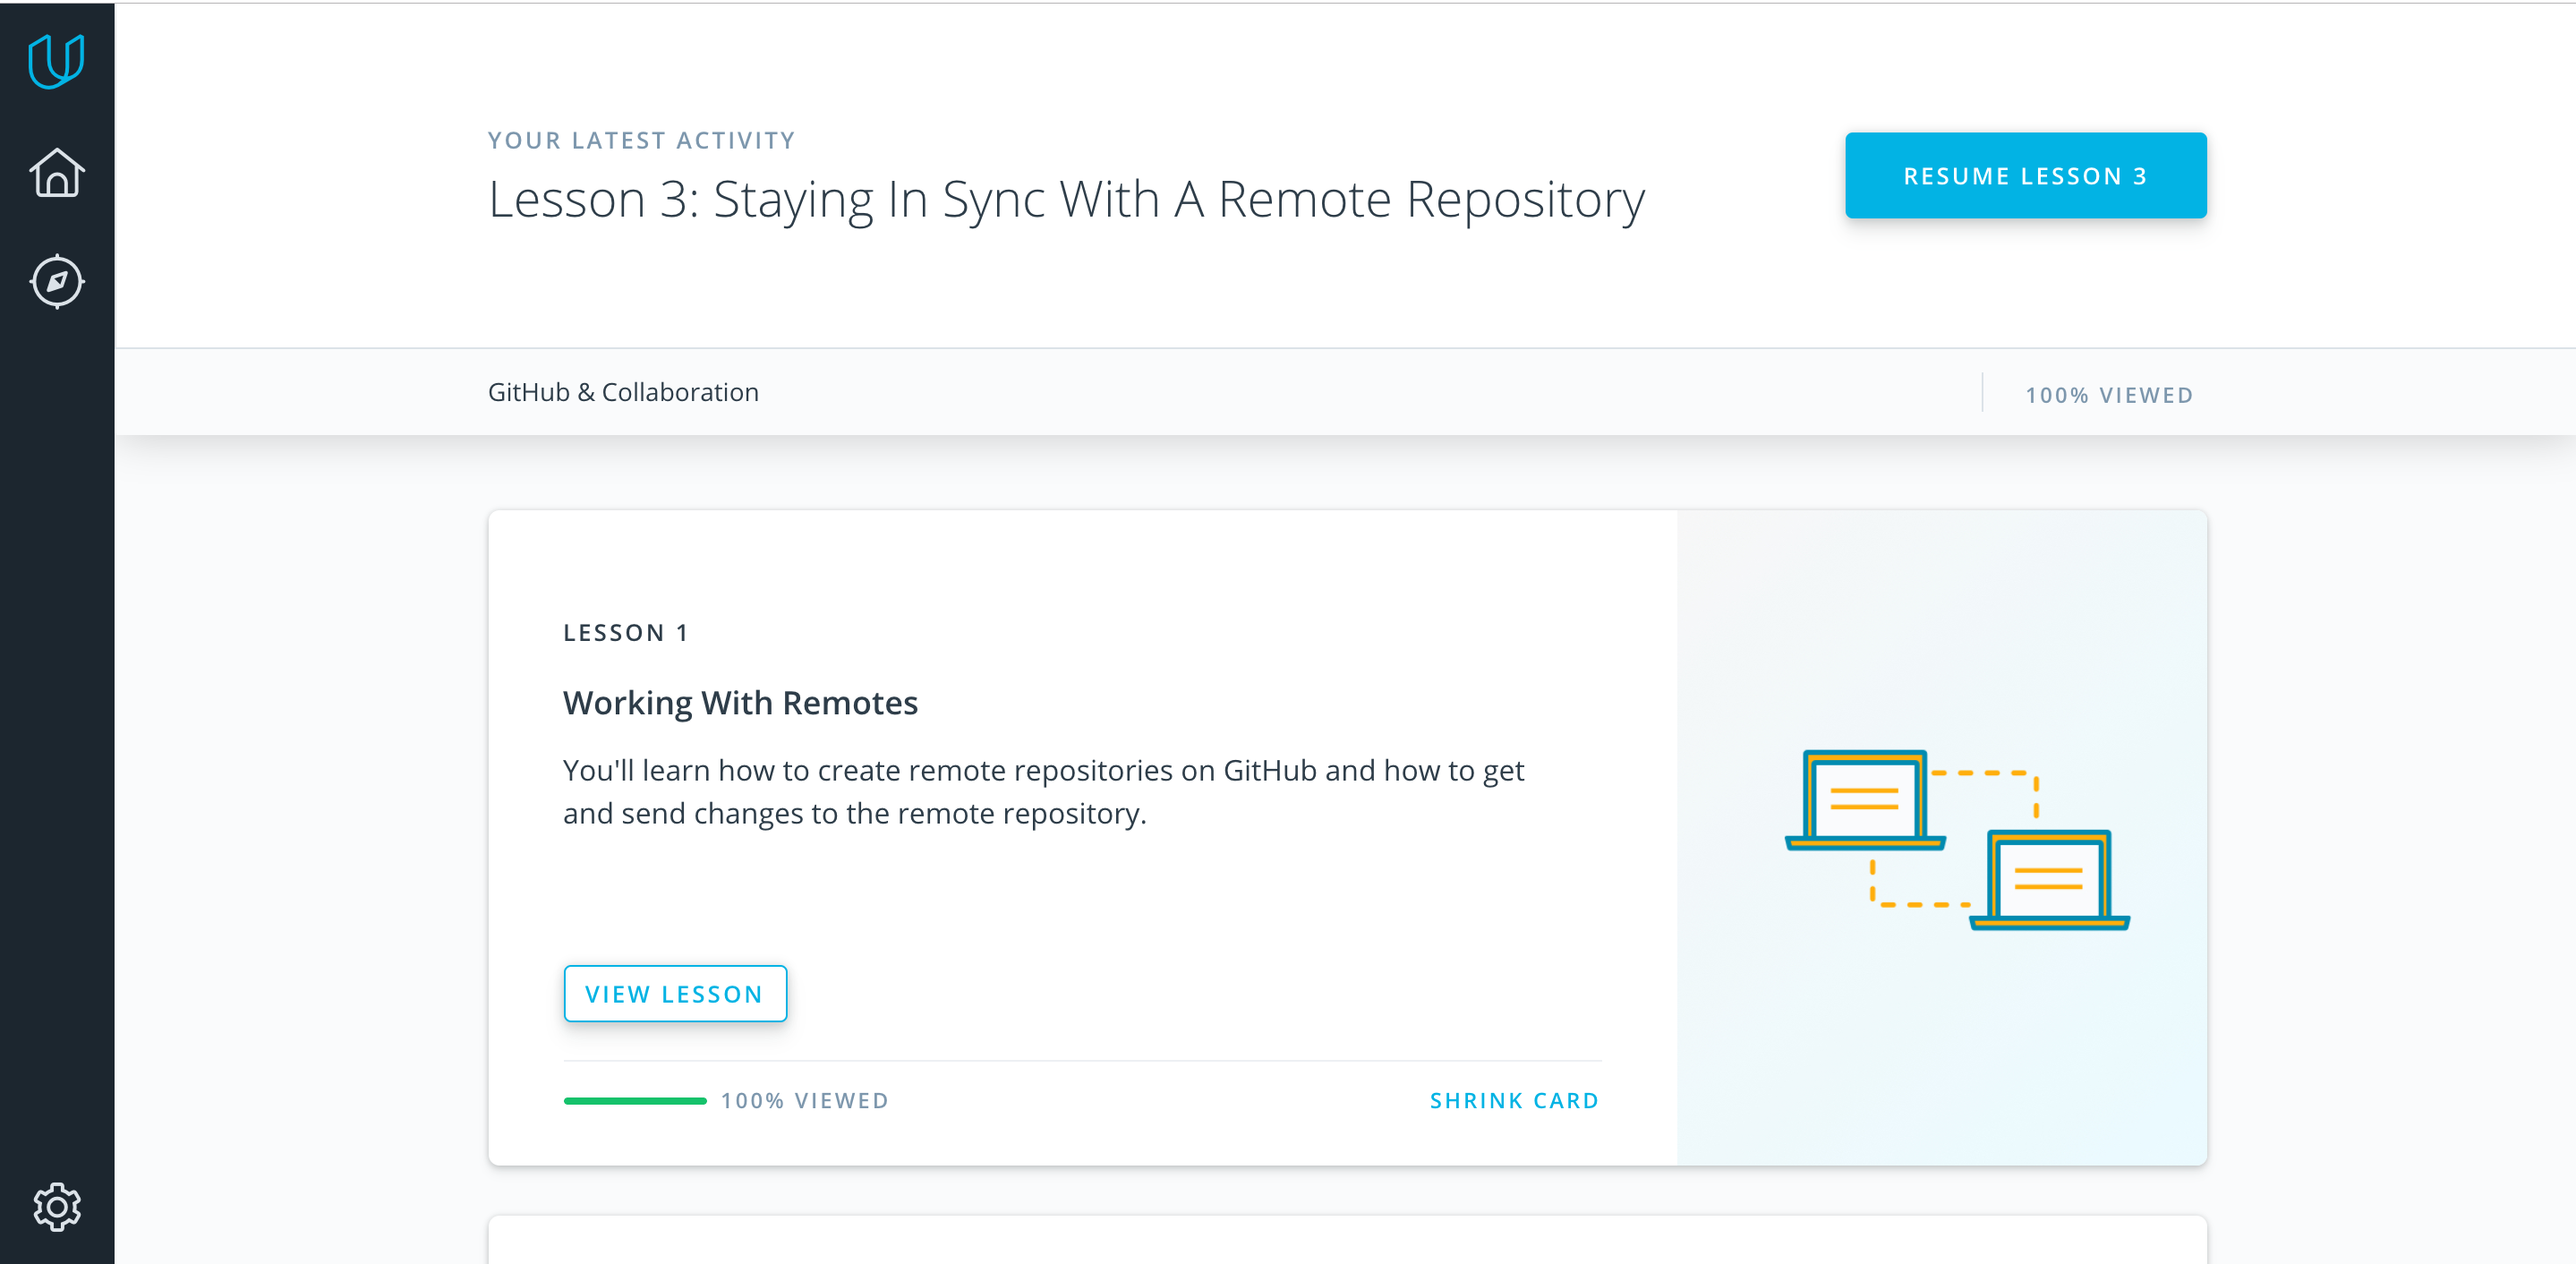 YOUR LATEST ACTIVITY
Lesson 3: Staying In Sync With A Remote Repository
RESUME LESSON 3
GitHub & Collaboration
100% VIEWED
LESSON 1
Working With Remotes
You'll learn how to create remote repositories on GitHub and how to get
and send changes to the remote repository.
VIEW LESSON
100% VIEWED
SHRINK CARD